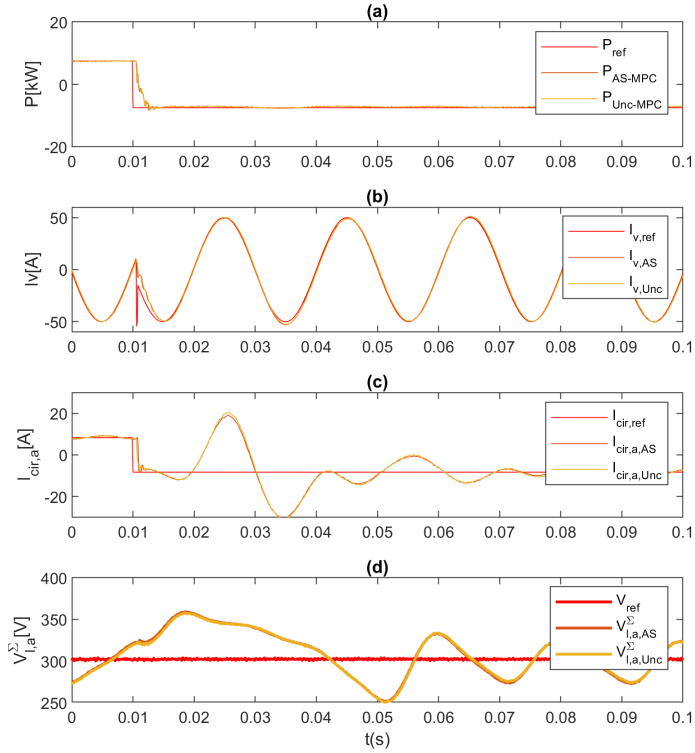 (a)
P[kW]
20
0
-20
P_ref
P_AS-MPC
P_Unc-MPC
0 0.01 0.02 0.03 0.04 0.05 0.06 0.07 0.08 0.09 0.1
(b)
Iv[A]
50
0
-50
I_v,ref
I_v,AS
I_v,Unc
0 0.01 0.02 0.03 0.04 0.05 0.06 0.07 0.08 0.09 0.1
(c)
I_cir,a[A]
20
0
-20
I_cir,ref
I_cir,a,AS
I_cir,a,Unc
0 0.01 0.02 0.03 0.04 0.05 0.06 0.07 0.08 0.09 0.1
(d)
V^Σ_l,a[V]
400
350
300
250
V_ref
V^Σ_l,a,AS
V^Σ_l,a,Unc
0 0.01 0.02 0.03 0.04 0.05 0.06 0.07 0.08 0.09 0.1
t(s)